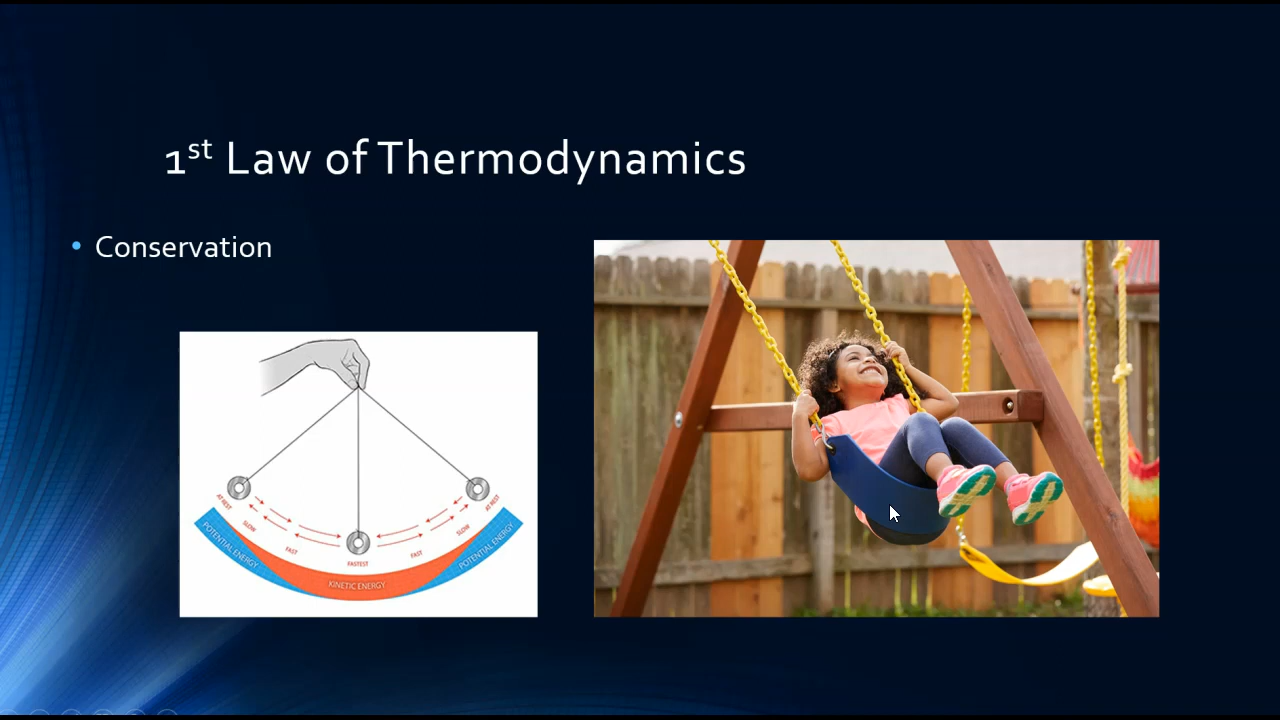 1st Law of Thermodynamics
• Conservation
AT REST
SLOW
FAST
FASTEST
FAST
SLOW
AT REST
POTENTIAL ENERGY
KINETIC ENERGY
POTENTIAL ENERGY